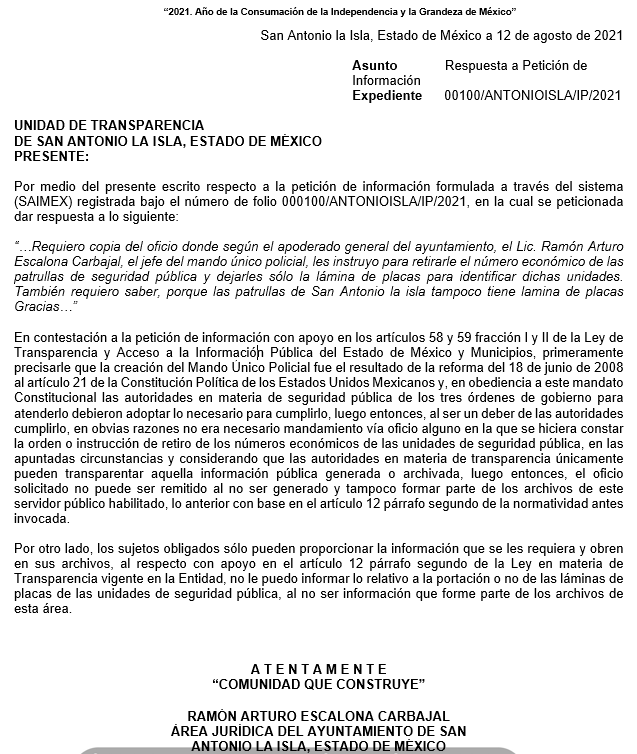 “2021. Año de la Consumación de la Independencia y la Grandeza de México”
San Antonio la Isla, Estado de México a 12 de agosto de 2021
Asunto Respuesta a Petición de
Información
Expediente 00100/ANTONIOISLA/IP/2021
UNIDAD DE TRANSPARENCIA
DE SAN ANTONIO LA ISLA, ESTADO DE MÉXICO
PRESENTE:
Por medio del presente escrito respecto a la petición de información formulada a través del sistema
(SAIMEX) registrada bajo el número de folio 000100/ANTONIOISLA/IP/2021, en la cual se peticionada
dar respuesta a lo siguiente:
“…Requiero copia del oficio donde según el apoderado general del ayuntamiento, el Lic. Ramón Arturo
Escalona Carbajal, el jefe del mando único policial, les instruyo para retirarle el número económico de las
patrullas de seguridad pública y dejarles sólo la lámina de placas para identificar dichas unidades.
También requiero saber, porque las patrullas de San Antonio la isla tampoco tiene lamina de placas
Gracias…”
En contestación a la petición de información con apoyo en los artículos 58 y 59 fracción I y II de la Ley de
Transparencia y Acceso a la Información Pública del Estado de México y Municipios, primeramente
precisarle que la creación del Mando Único Policial fue el resultado de la reforma del 18 de junio de 2008
al artículo 21 de la Constitución Política de los Estados Unidos Mexicanos y, en obediencia a este mandato
Constitucional las autoridades en materia de seguridad pública de los tres órdenes de gobierno para
atenderlo debieron adoptar lo necesario para cumplirlo, luego entonces, al ser un deber de las autoridades
cumplirlo, en obvias razones no era necesario mandamiento vía oficio alguno en la que se hiciera constar
la orden o instrucción de retiro de los números económicos de las unidades de seguridad pública, en las
apuntadas circunstancias y considerando que las autoridades en materia de transparencia únicamente
pueden transparentar aquella información pública generada o archivada, luego entonces, el oficio
solicitado no puede ser remitido al no ser generado y tampoco formar parte de los archivos de este
servidor público habilitado, lo anterior con base en el artículo 12 párrafo segundo de la normatividad antes
invocada.
Por otro lado, los sujetos obligados sólo pueden proporcionar la información que se les requiera y obren
en sus archivos, al respecto con apoyo en el artículo 12 párrafo segundo de la Ley en materia de
Transparencia vigente en la Entidad, no le puedo informar lo relativo a la portación o no de las láminas de
placas de las unidades de seguridad pública, al no ser información que forme parte de los archivos de
esta área.
A T E N T A M E N T E
“COMUNIDAD QUE CONSTRUYE”
RAMÓN ARTURO ESCALONA CARBAJAL
ÁREA JURÍDICA DEL AYUNTAMIENTO DE SAN
ANTONIO LA ISLA, ESTADO DE MÉXICO